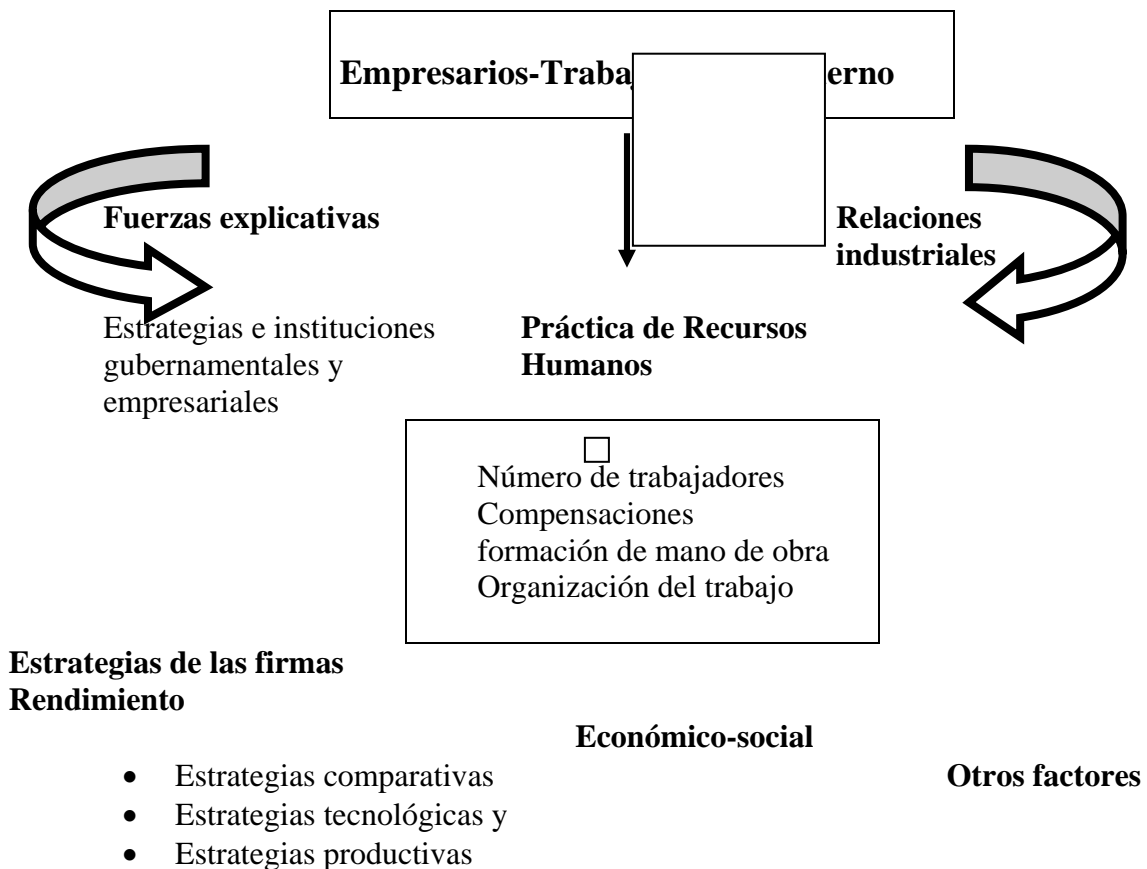 Empresarios-Traba erno
Fuerzas explicativas
Relaciones
industriales
Estrategias e instituciones
gubernamentales y
empresariales
Práctica de Recursos
Humanos
Número de trabajadores
Compensaciones
formación de mano de obra
Organización del trabajo
Estrategias de las firmas
Rendimiento
Económico-social
• Estrategias comparativas
Otros factores
• Estrategias tecnológicas y
• Estrategias productivas